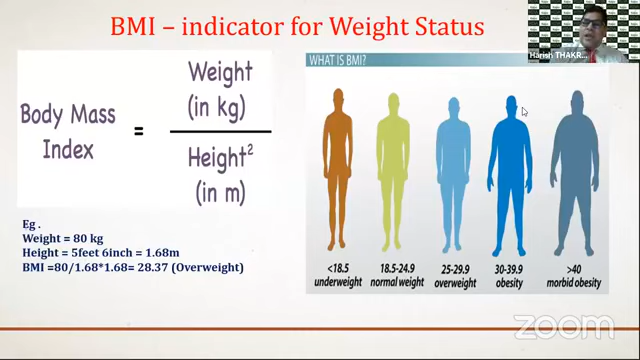 BMI – indicator for Weight Status
Harish THAKR...
WHAT IS BMI?
Weight
(in kg)
Body Mass
Index
=
Height²
(in m)
Eg .
Weight = 80 kg
Height = 5feet 6inch = 1.68m
BMI =80/1.68*1.68= 28.37 (Overweight)
<18.5
underweight
18.5-24.9
normal weight
25-29.9
overweight
30-39.9
obesity
>40
morbid obesity
zoom